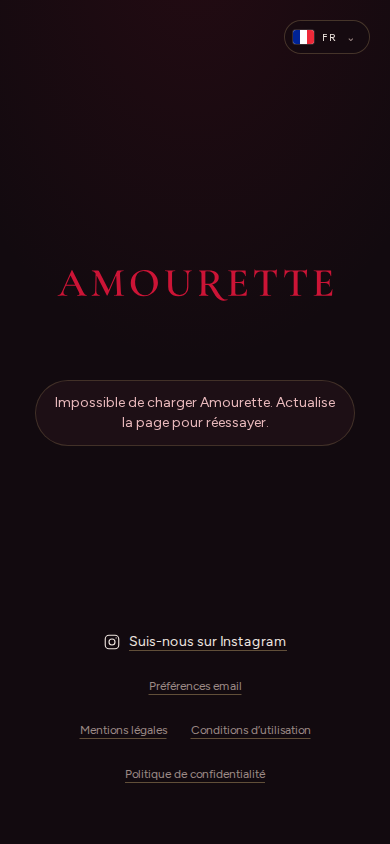 FR
AMOURETTE
Impossible de charger Amourette. Actualise
la page pour réessayer.
Suis-nous sur Instagram
Préférences email
Mentions légales Conditions d'utilisation
Politique de confidentialité